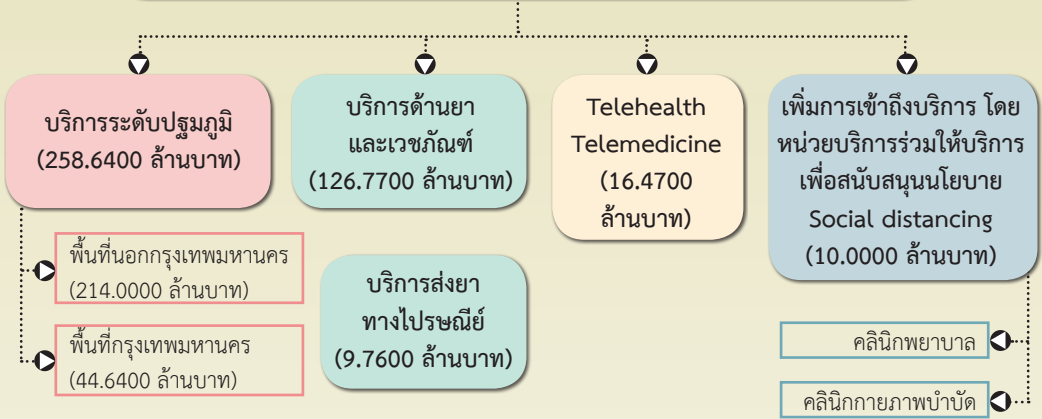 บริการระดับปฐมภูมิ
(258.6400 ล้านบาท)
พื้นที่นอกกรุงเทพมหานคร
(214.0000 ล้านบาท)
พื้นที่กรุงเทพมหานคร
(44.6400 ล้านบาท)
บริการด้านยา
และเวชภัณฑ์
(126.7700 ล้านบาท)
บริการส่งยา
ทางไปรษณีย์
(9.7600 ล้านบาท)
Telehealth
Telemedicine
(16.4700
ล้านบาท)
เพิ่มการเข้าถึงบริการ โดย
หน่วยบริการร่วมให้บริการ
เพื่อสนับสนุนนโยบาย
Social distancing
(10.0000 ล้านบาท)
คลินิกพยาบาล
คลินิกกายภาพบำบัด